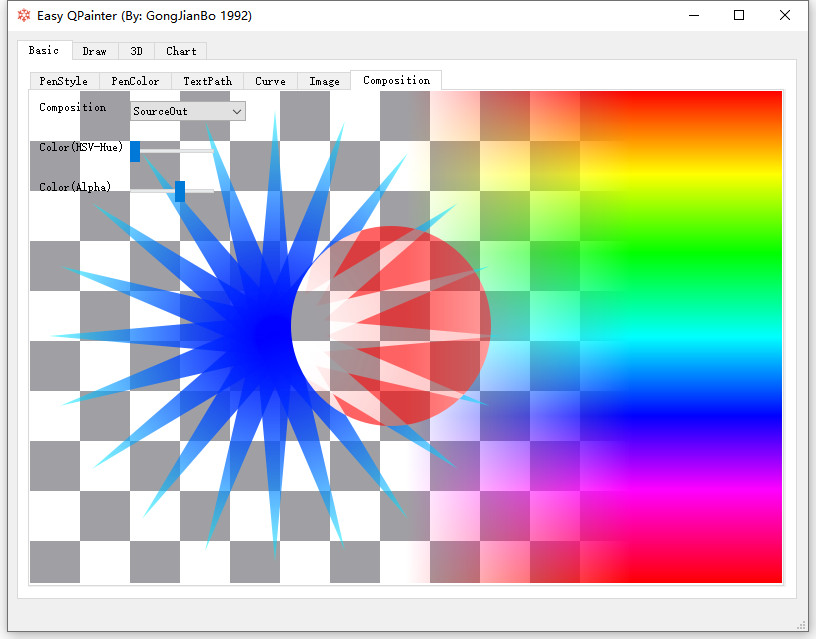 Easy QPainter (By: GongJianBo 1992)
Basic Draw 3D Chart
PenStyle PenColor TextPath Curve Image Composition
Composition SourceOut
Color(HSV-Hue)
Color(Alpha)